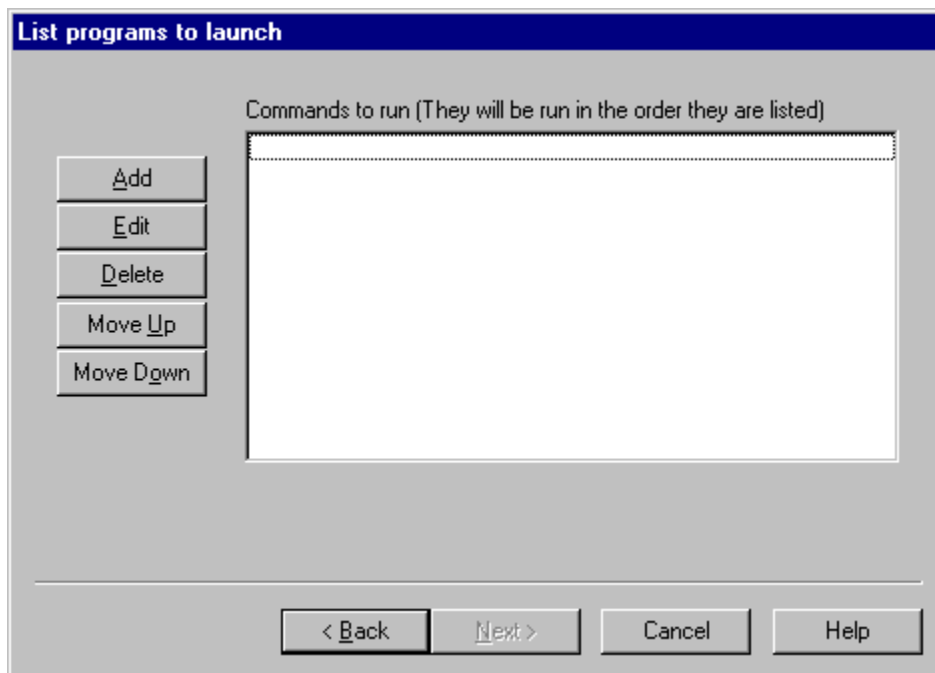 List programs to launch
Commands to run (They will be run in the order they are listed)
Add
Edit
Delete
Move Up
Move Down
< Back
Next >
Cancel
Help